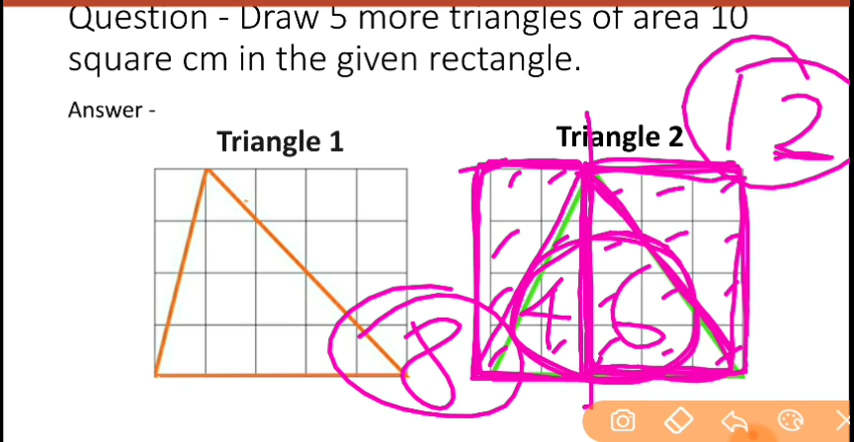 Question - Draw 5 more triangles of area 10
square cm in the given rectangle.
Answer -
Triangle 1
Triangle 2
12
8
4
6